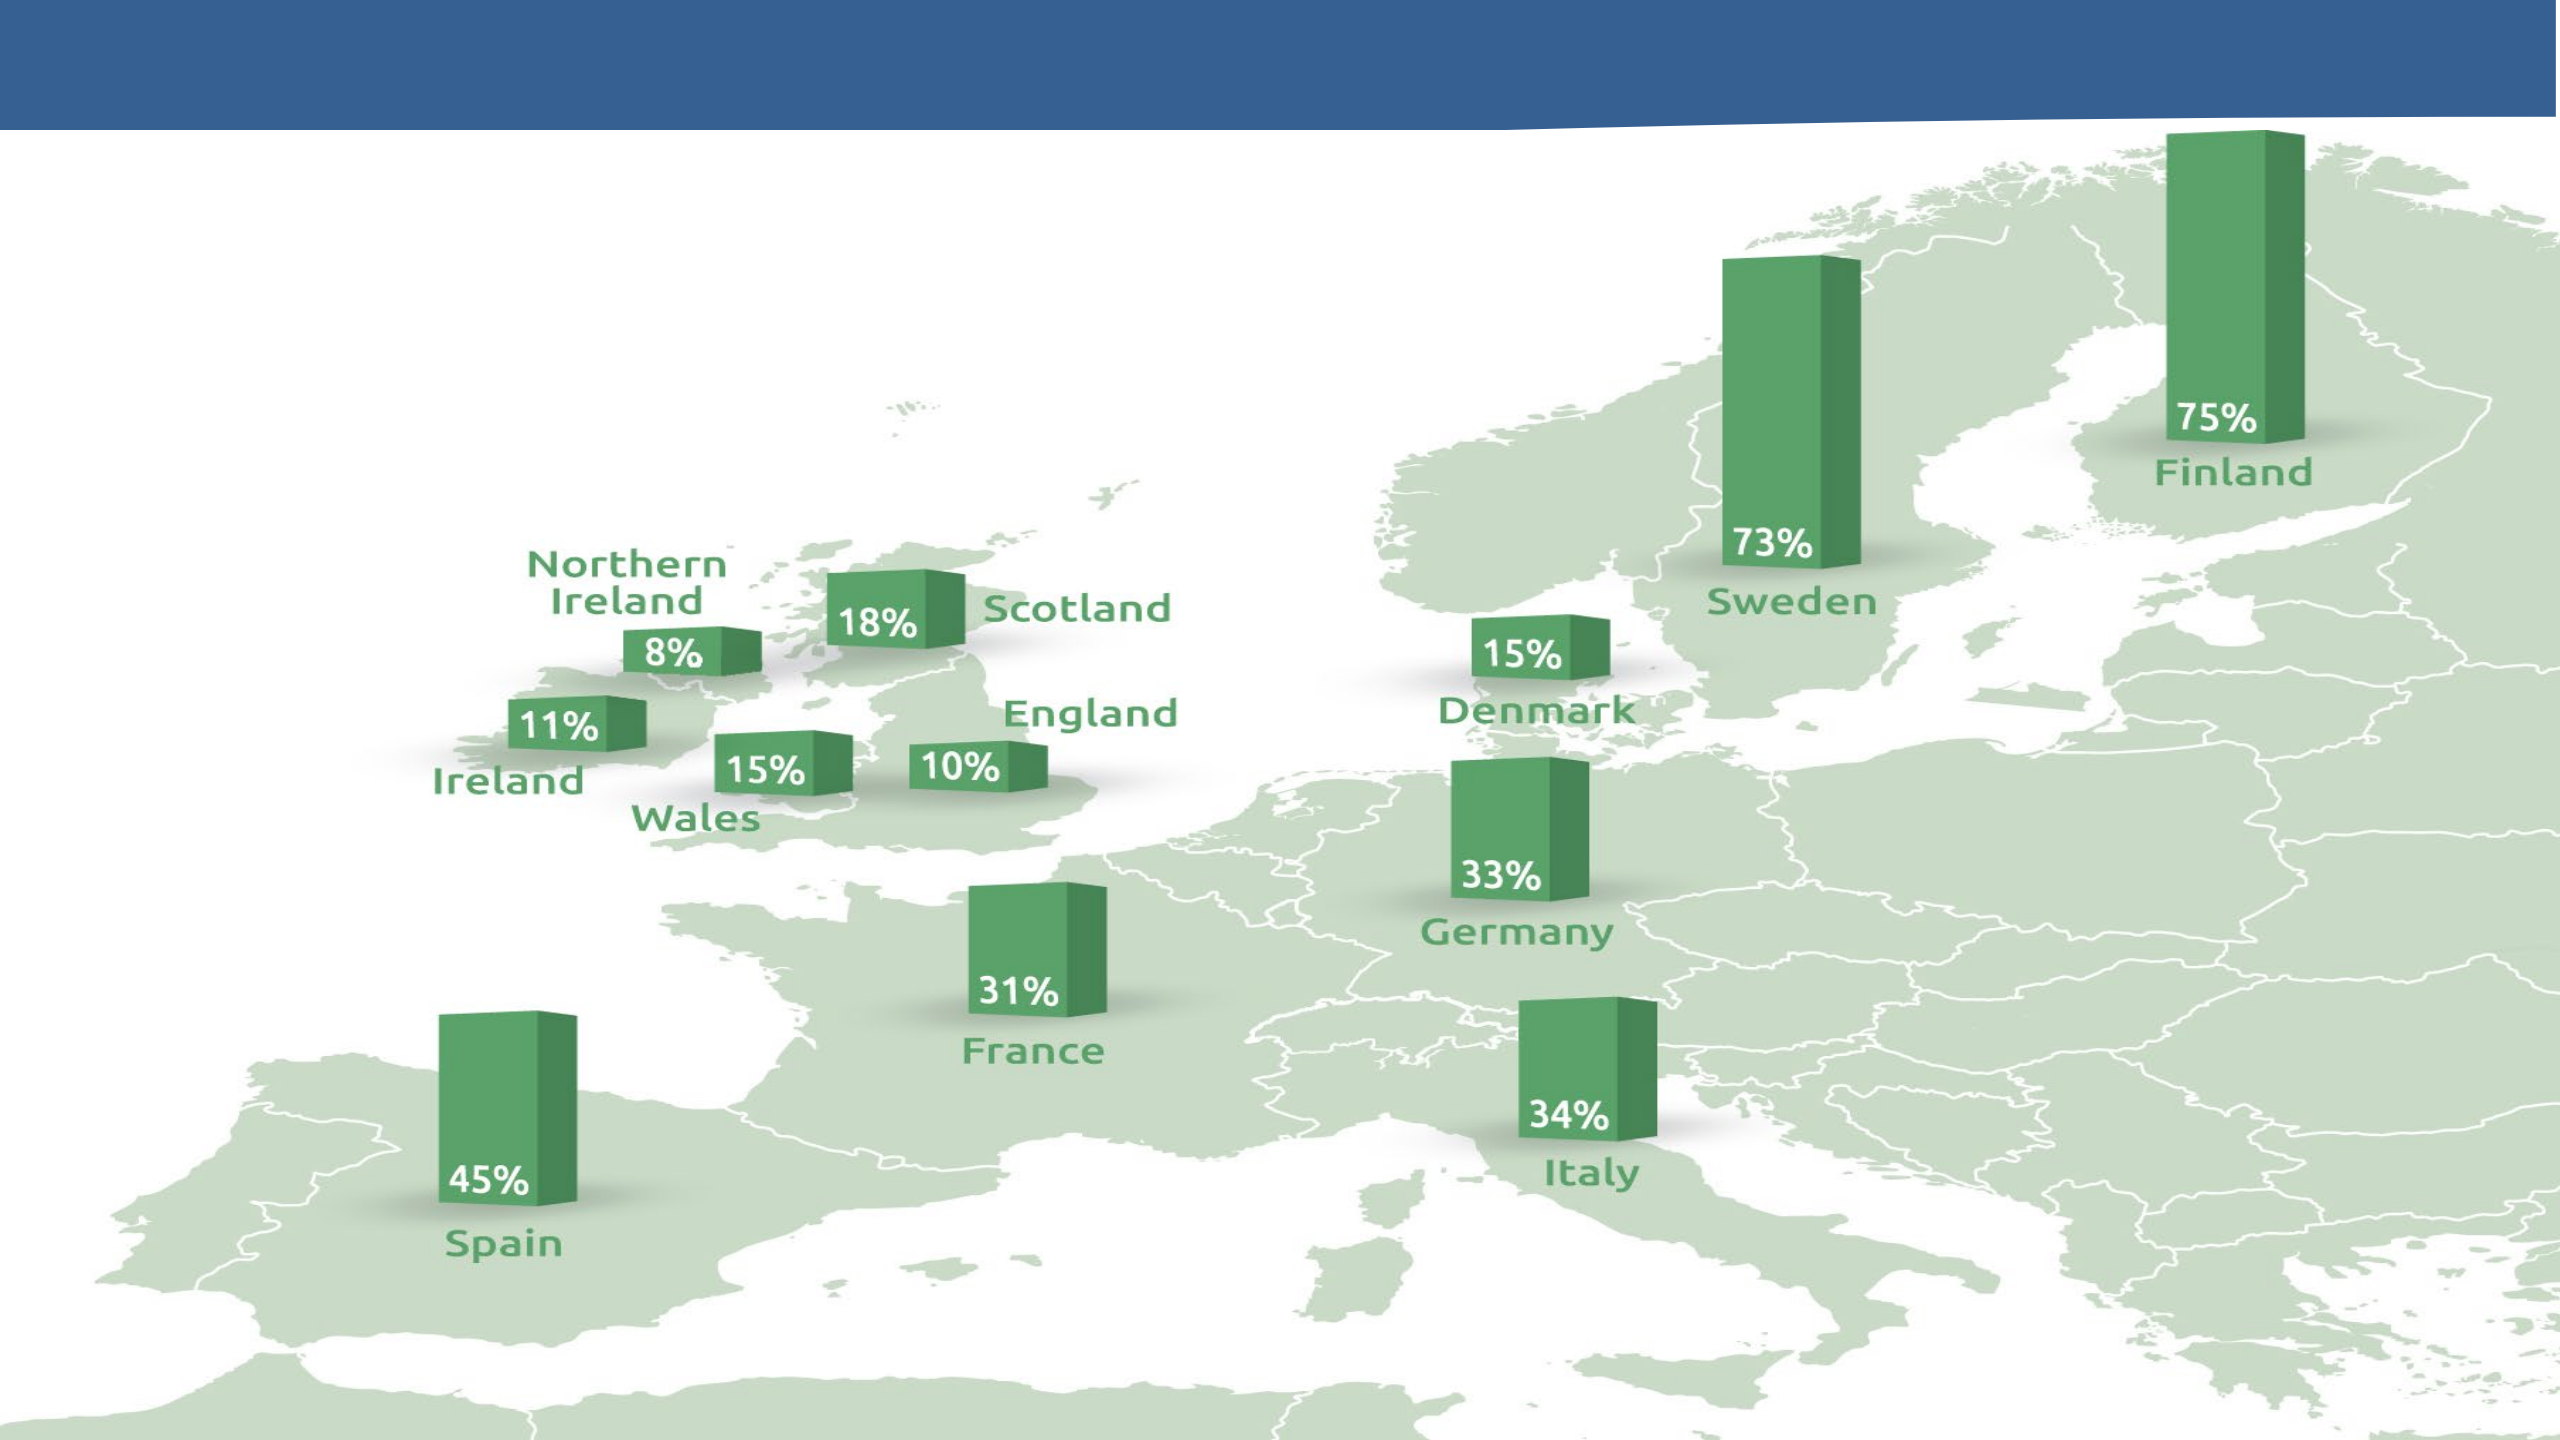 75%
Finland
73%
Sweden
Northern
Ireland
8%
18%
Scotland
15%
Denmark
11%
Ireland
15%
Wales
England
10%
33%
Germany
31%
France
34%
Italy
45%
Spain